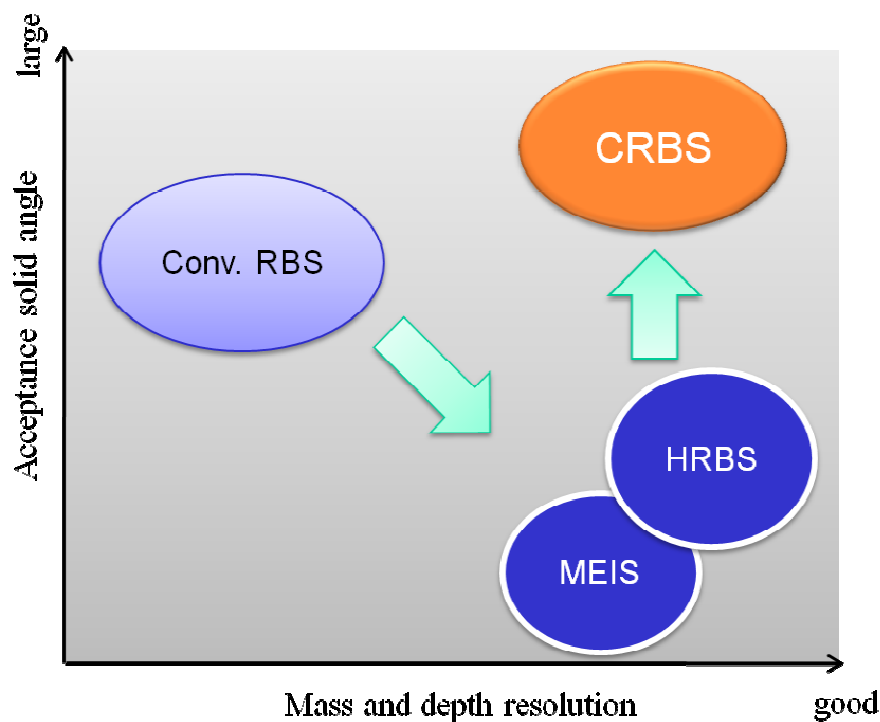 large
Acceptance solid angle
CRBS
Conv. RBS
HRBS
MEIS
Mass and depth resolution
good